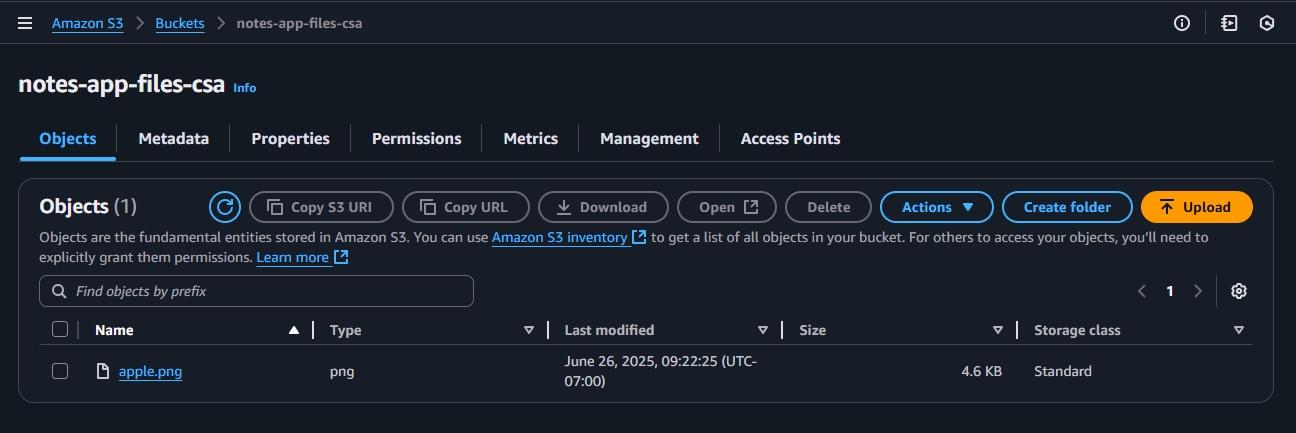 Amazon S3 > Buckets > notes-app-files-csa
notes-app-files-csa Info
Objects Metadata Properties Permissions Metrics Management Access Points
Objects (1) Copy S3 URI Copy URL Download Open Delete Actions Create folder Upload
Objects are the fundamental entities stored in Amazon S3. You can use Amazon S3 inventory to get a list of all objects in your bucket. For others to access your objects, you'll need to
explicitly grant them permissions. Learn more
Find objects by prefix 1
Name Type Last modified Size Storage class
apple.png png June 26, 2025, 09:22:25 (UTC-
07:00) 4.6 KB Standard